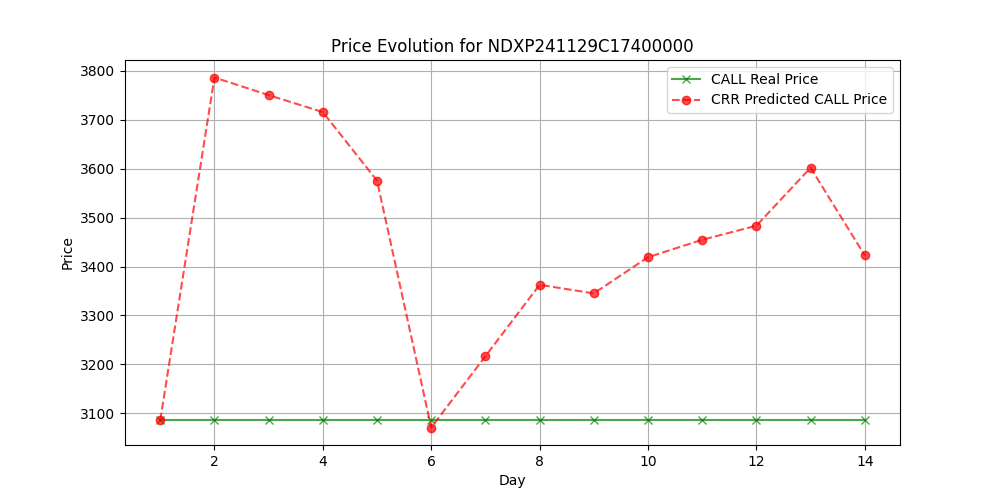 Price Evolution for NDXP241129C17400000
CALL Real Price
CRR Predicted CALL Price
3800
3700
3600
3500
3400
3300
3200
3100
Price
2 4 6 8 10 12 14
Day